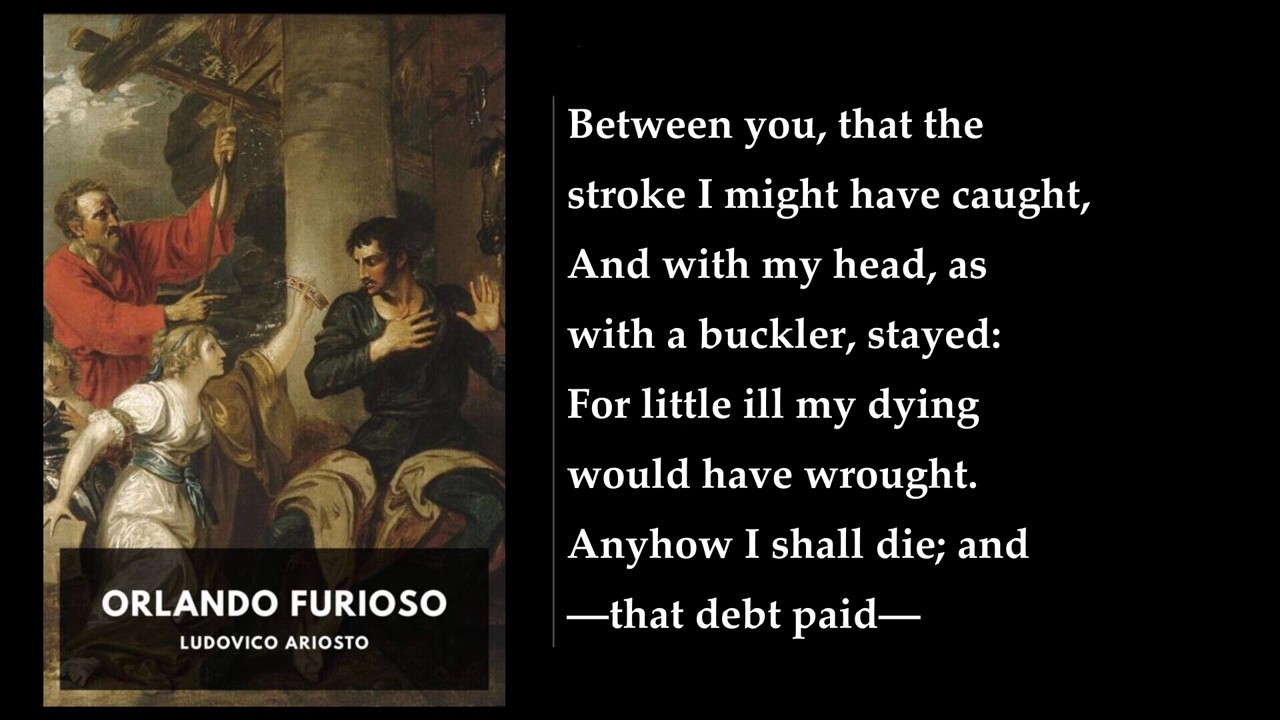 ORLANDO FURIOSO
LUDOVICO ARIOSTO
Between you, that the
stroke I might have caught,
And with my head, as
with a buckler, stayed:
For little ill my dying
would have wrought.
Anyhow I shall die; and
—that debt paid—